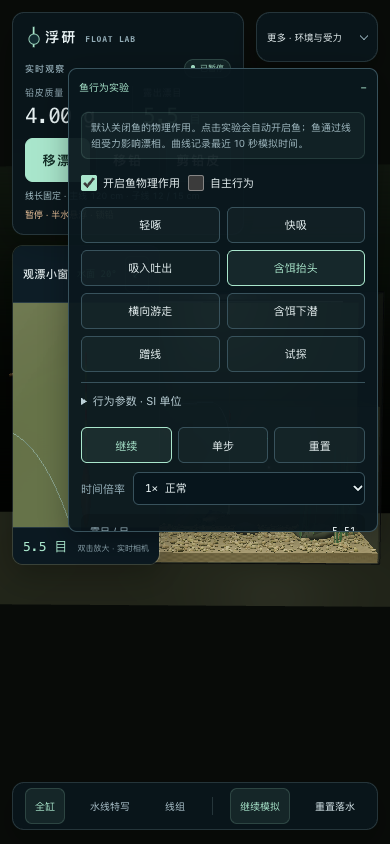 浮研 FLOAT LAB
更多 · 环境与受力
实时观察
已暂停
铅皮质量
4.00
移漂
线长固定
暂停 · 半水
观漂小窗
鱼行为实验
−
默认关闭鱼的物理作用。点击实验会自动开启鱼；鱼通过线
组受力影响漂相。曲线记录最近 10 秒模拟时间。
开启鱼物理作用 自主行为
轻啄 快吸
吸入吐出 含饵抬头
横向游走 含饵下潜
蹭线 试探
行为参数 · SI 单位
继续 单步 重置
时间倍率 1× 正常
5.51
5.5 目 双击放大 · 实时相机
全缸 水线特写 线组 继续模拟 重置落水